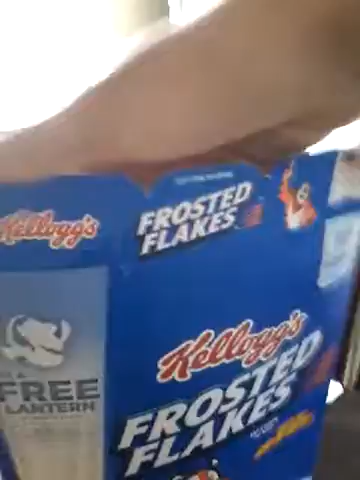 Kellogg's
FROSTED
FLAKES
Kellogg's
FROSTED
FLAKES
FREE
LANTERN